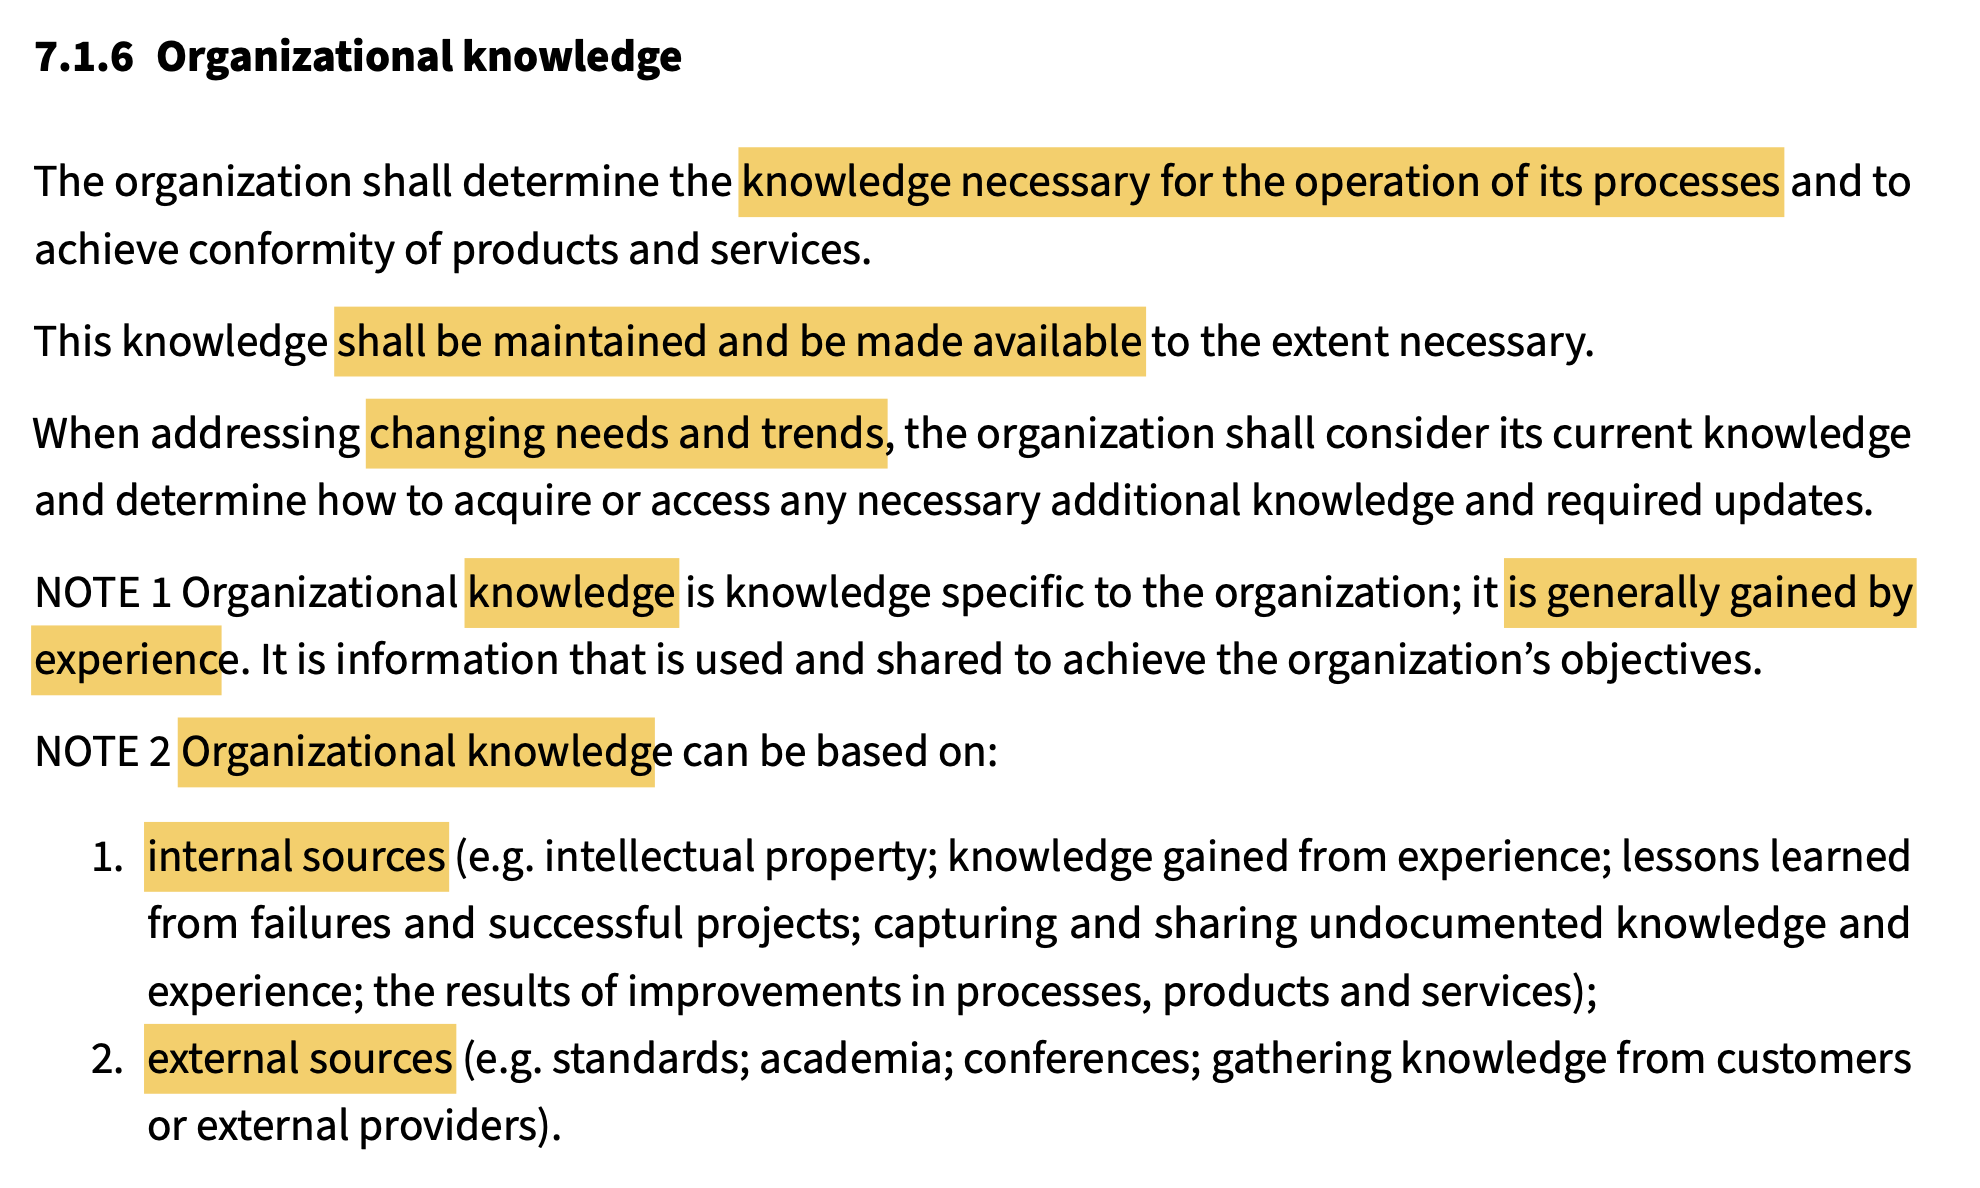 7.1.6 Organizational knowledge
The organization shall determine the knowledge necessary for the operation of its processes and to
achieve conformity of products and services.
This knowledge shall be maintained and be made available to the extent necessary.
When addressing changing needs and trends, the organization shall consider its current knowledge
and determine how to acquire or access any necessary additional knowledge and required updates.
NOTE 1 Organizational knowledge is knowledge specific to the organization; it is generally gained by
experience. It is information that is used and shared to achieve the organization’s objectives.
NOTE 2 Organizational knowledge can be based on:
1. internal sources (e.g. intellectual property; knowledge gained from experience; lessons learned
from failures and successful projects; capturing and sharing undocumented knowledge and
experience; the results of improvements in processes, products and services);
2. external sources (e.g. standards; academia; conferences; gathering knowledge from customers
or external providers).